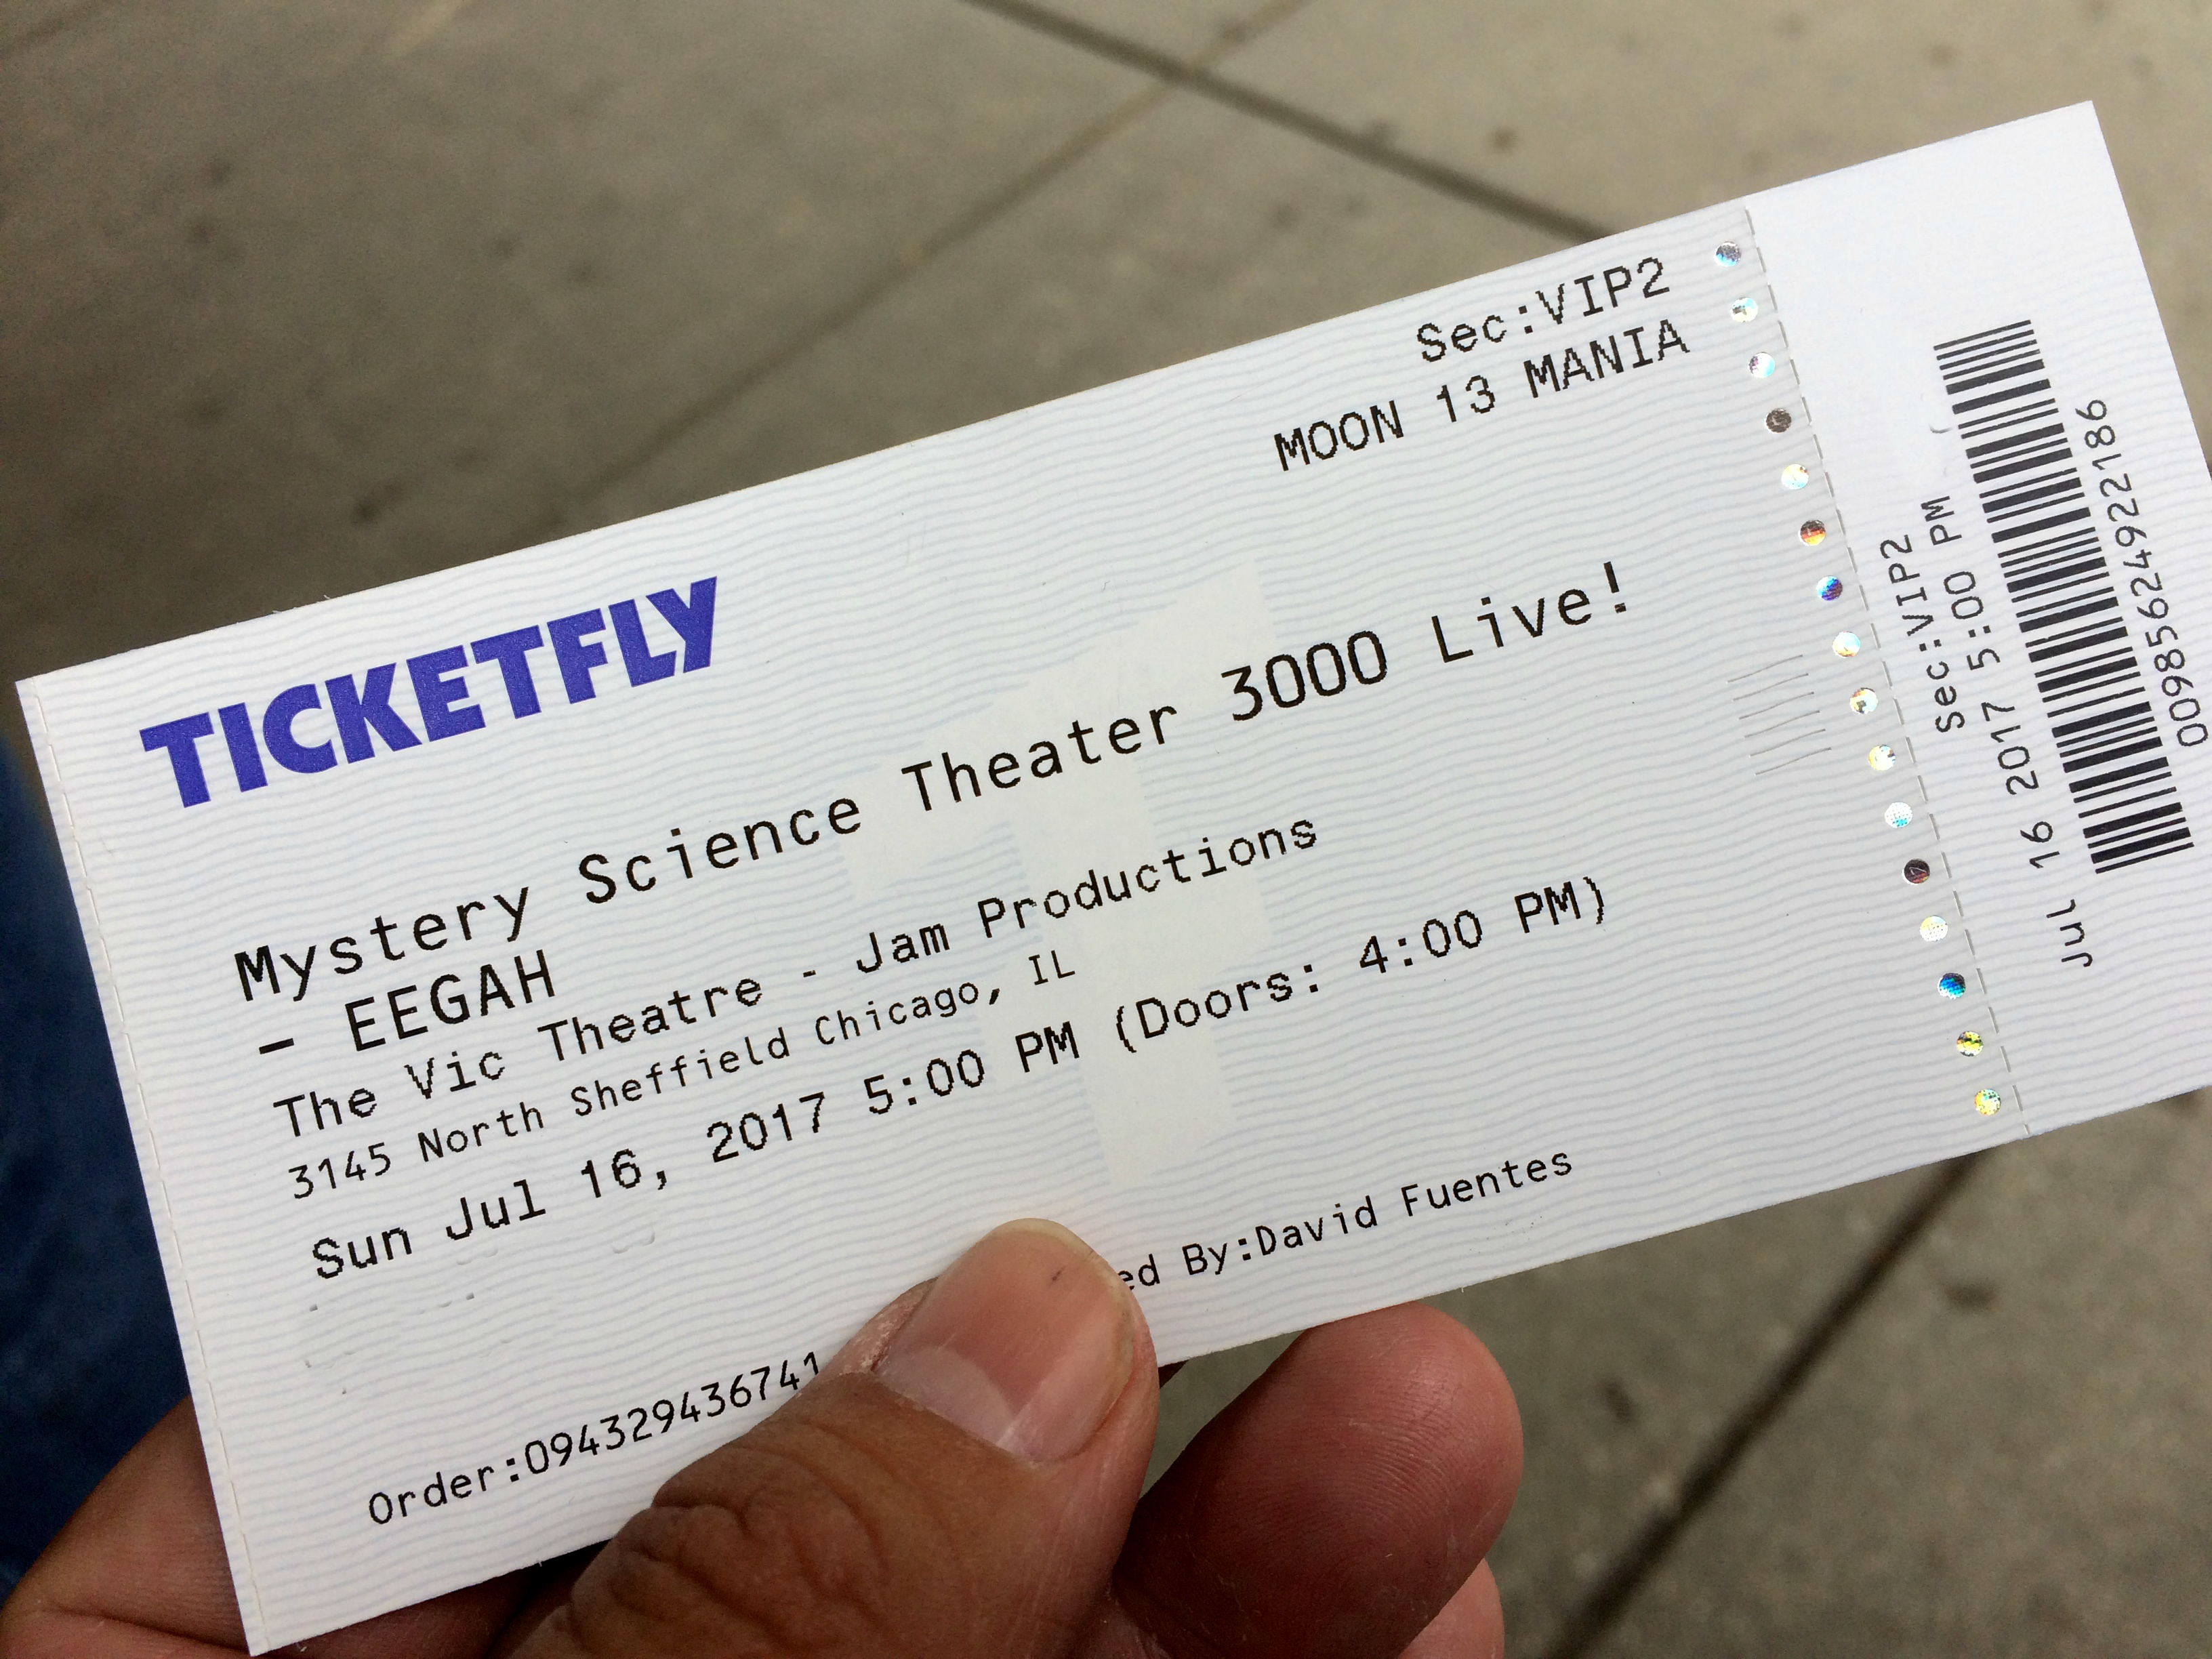 TICKETFLY
Sec:VIP2
MOON 13 MANIA
Mystery Science Theater 3000 Live!
- EEGAH
The Vic Theatre - Jam Productions
3145 North Sheffield Chicago, IL
Sun Jul 16, 2017 5:00 PM (Doors: 4:00 PM)
Order:094329436741
By:David Fuentes
Sec:VIP2
Sec:
Jul 16 2017 5:00 PM
00985624922186